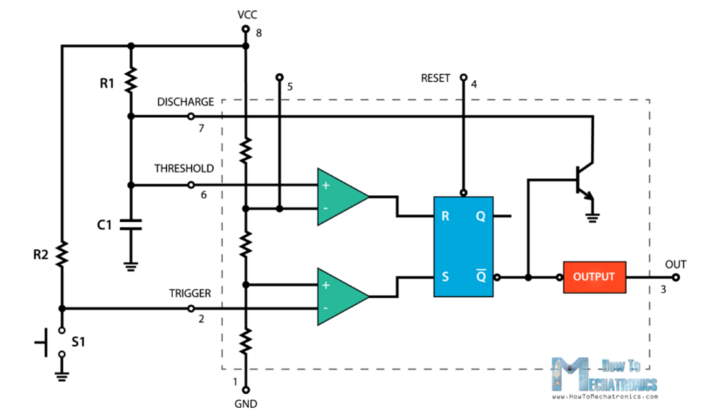 VCC
8
R1
5
RESET
4
DISCHARGE
7
THRESHOLD
6
+
-
R Q
C1
R2
+
-
S Q̅
OUTPUT
OUT
3
TRIGGER
2
S1
1
GND
How To
MECHATRONICS
www.HowToMechatronics.com